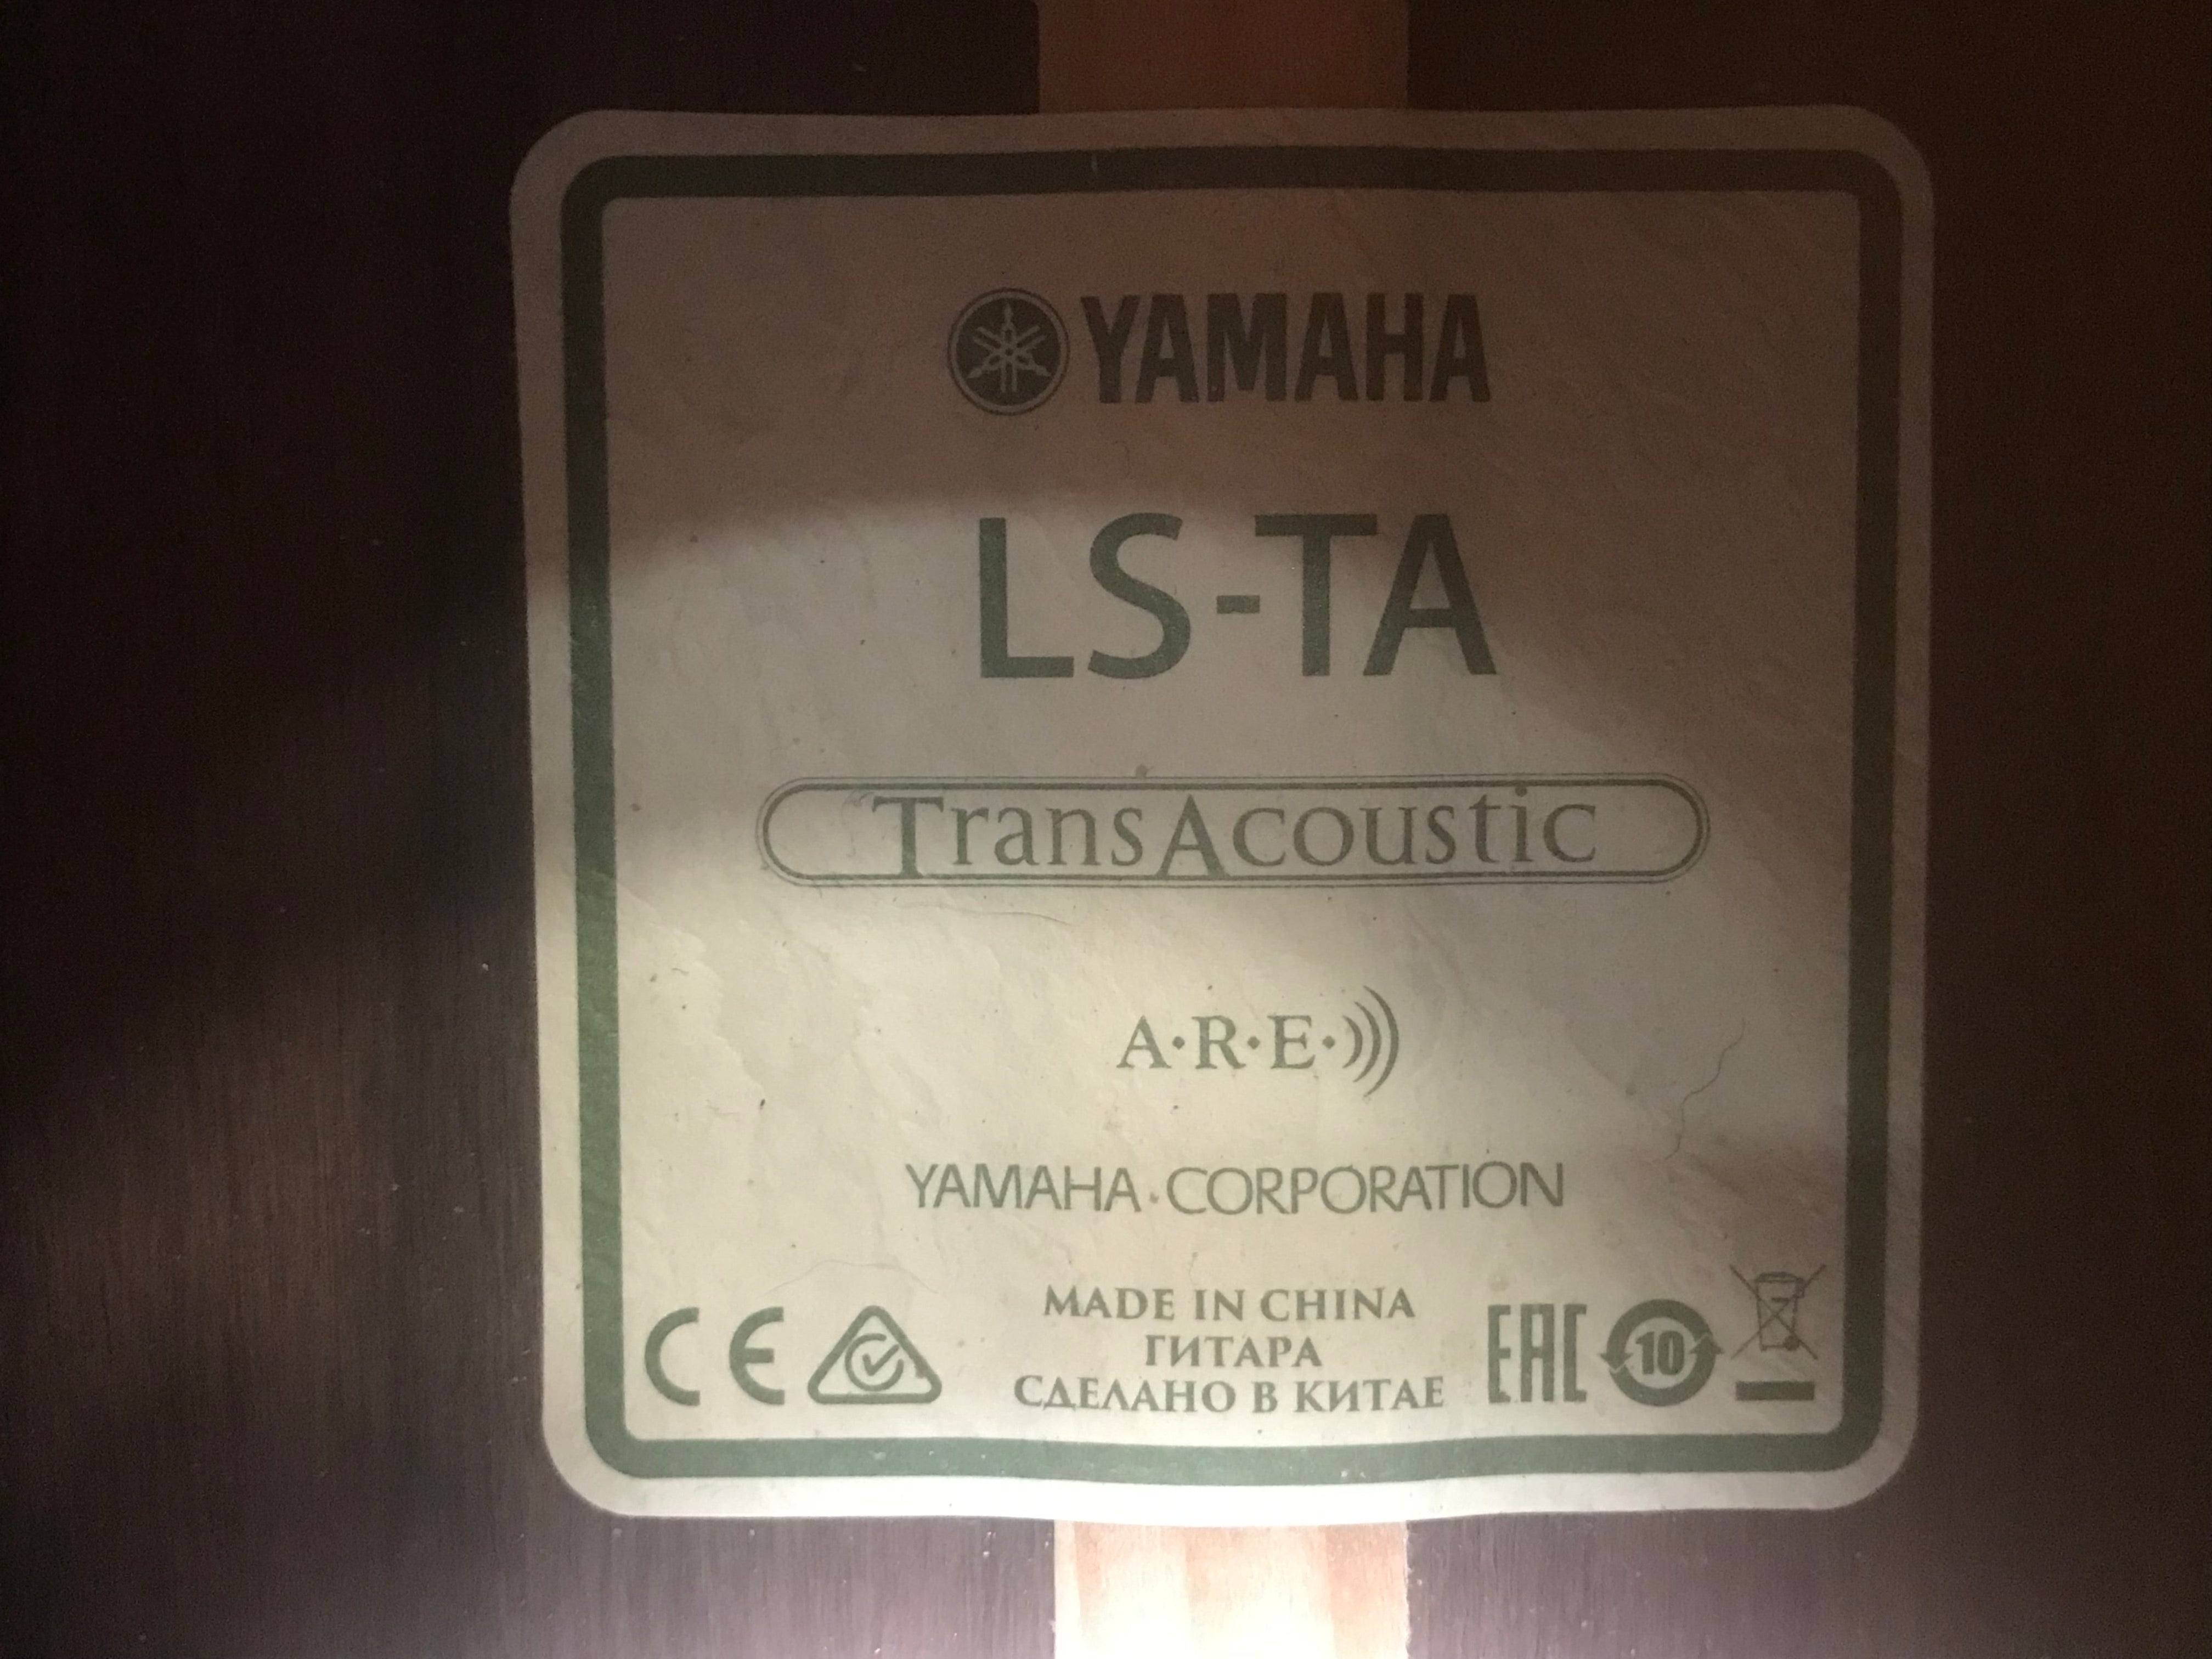 YAMAHA
LS-TA
TransAcoustic
A·R·E·
YAMAHA CORPORATION
MADE IN CHINA
ГИТАРА
СДЕЛАНО В КИТАЕ
CE
EAC
10